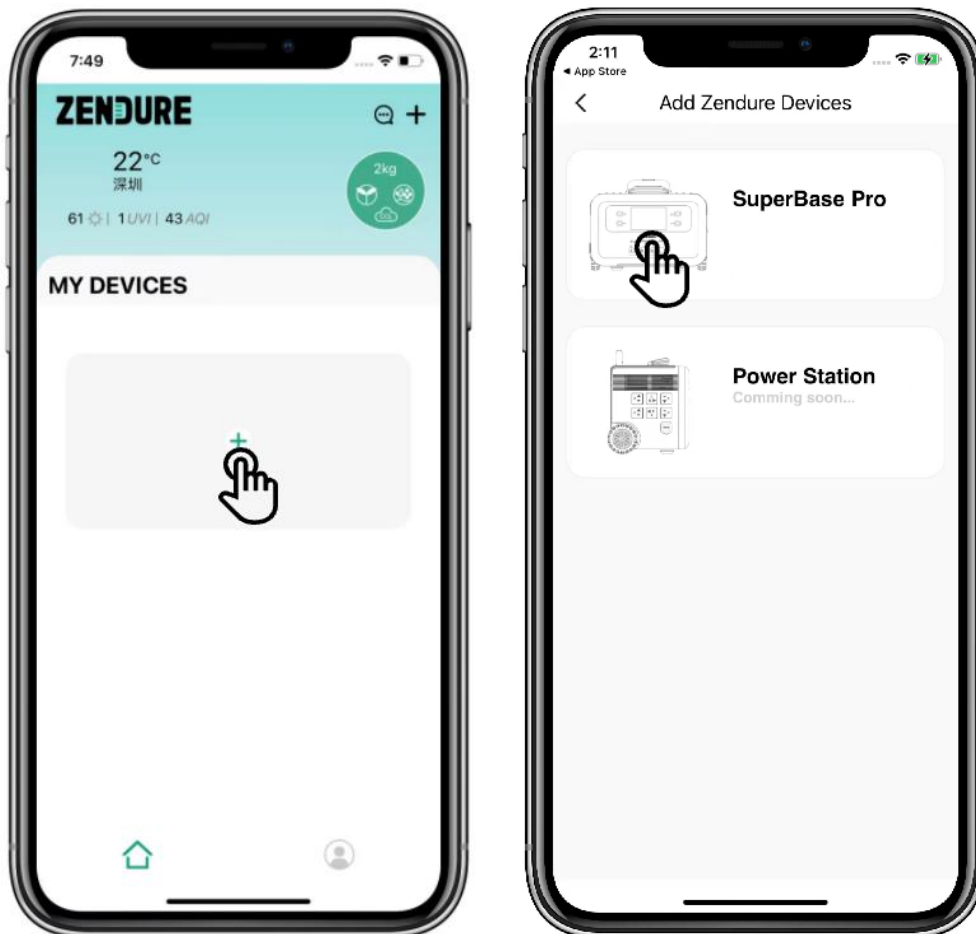 7:49
ZENDURE
22°C
深圳
2kg
CO₂
61 | 1 UVI | 43 AQI
MY DEVICES
2:11
App Store
Add Zendure Devices
SuperBase Pro
Power Station
Comming soon...